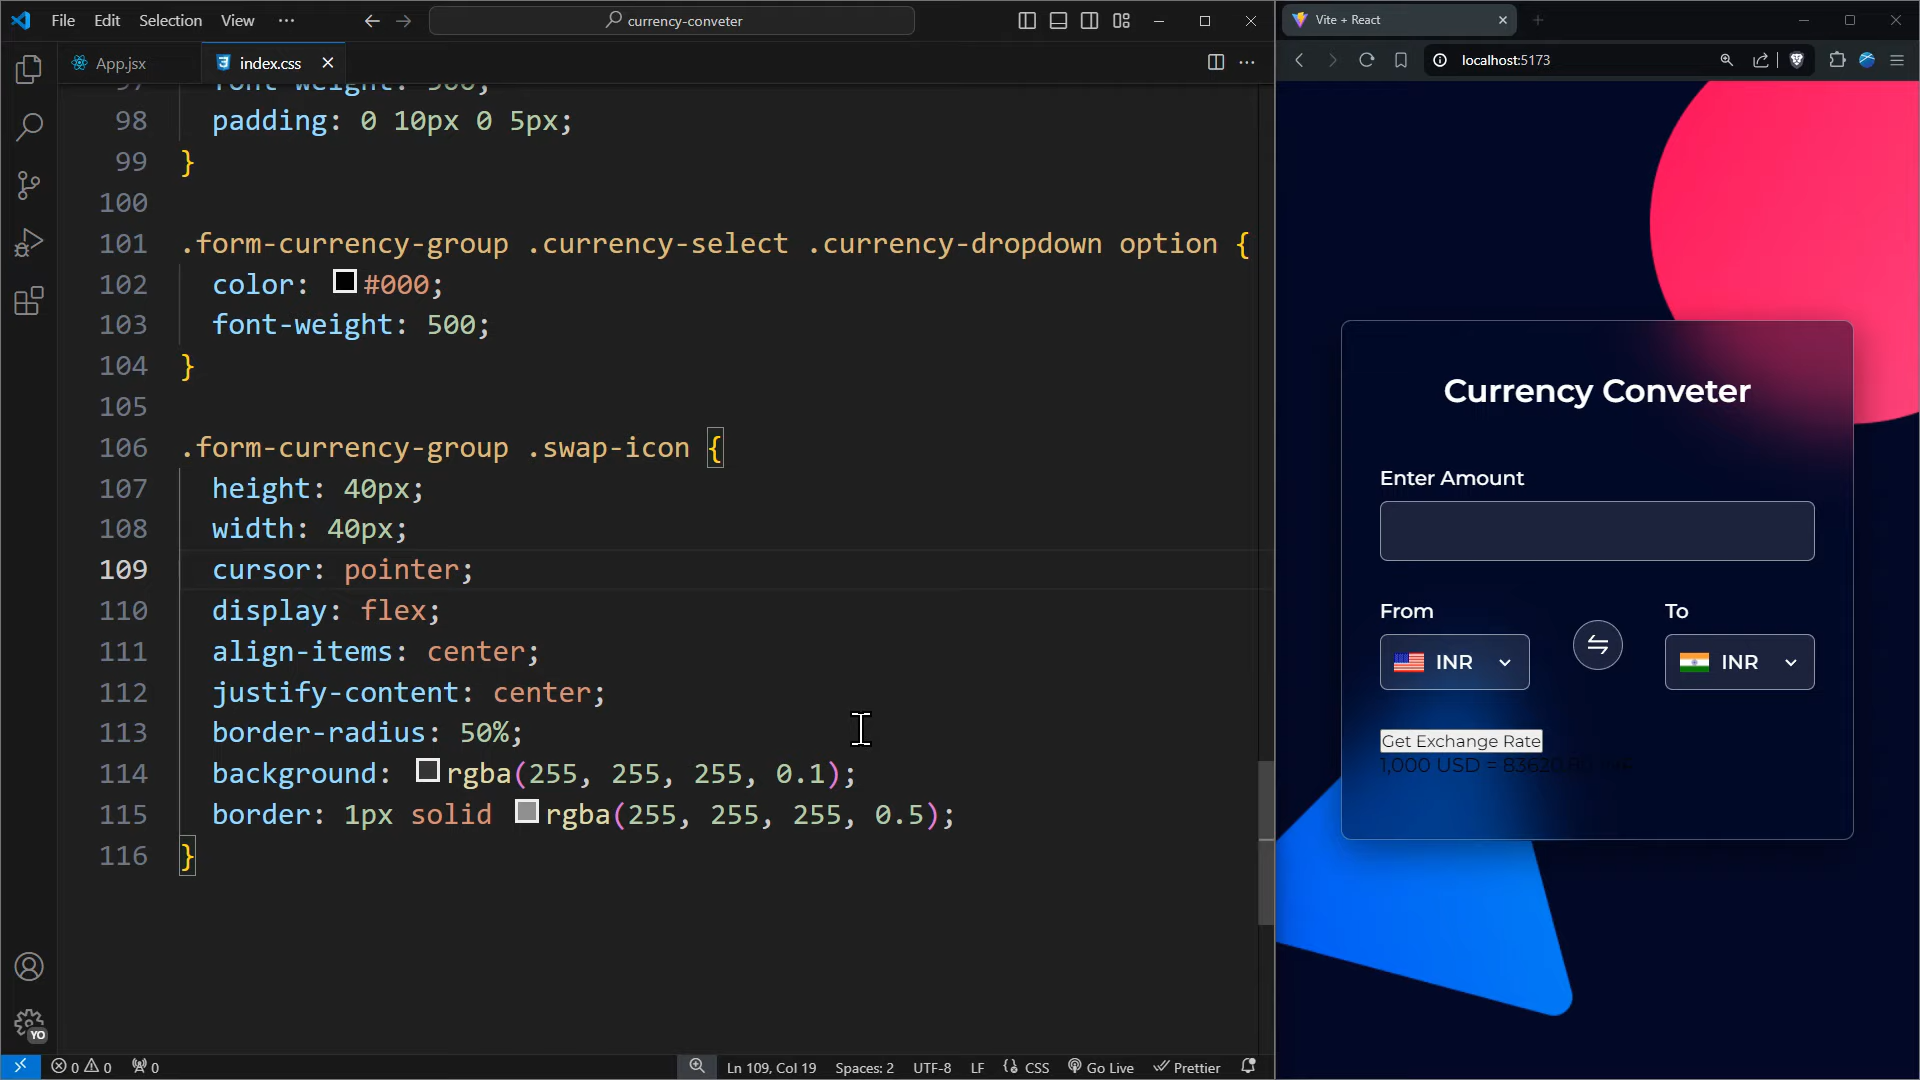 File Edit Selection View ··· currency-conveter
App.jsx index.css
98 padding: 0 10px 0 5px;
99 }
100
101 .form-currency-group .currency-select .currency-dropdown option {
102 color: #000;
103 font-weight: 500;
104 }
105
106 .form-currency-group .swap-icon {
107 height: 40px;
108 width: 40px;
109 cursor: pointer;
110 display: flex;
111 align-items: center;
112 justify-content: center;
113 border-radius: 50%;
114 background: rgba(255, 255, 255, 0.1);
115 border: 1px solid rgba(255, 255, 255, 0.5);
116 }
YO
0 0 0 Ln 109, Col 19 Spaces: 2 UTF-8 LF CSS Go Live Prettier
Vite + React
localhost:5173
Currency Conveter
Enter Amount
From To
INR INR
Get Exchange Rate
1,000 USD =